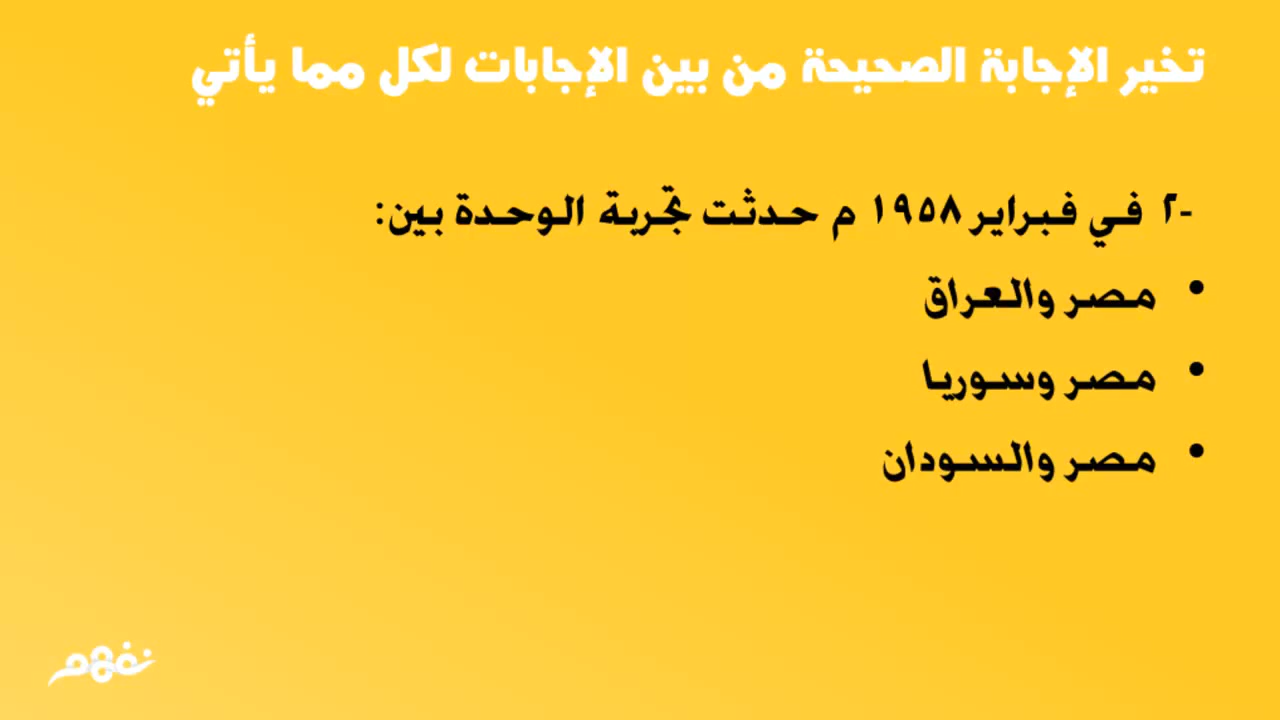 تخير الإجابة الصحيحة من بين الإجابات لكل مما يأتي
٢- في فبراير ١٩٥٨ م حدثت تجربة الوحدة بين:
• مصر والعراق
• مصر وسوريا
• مصر والسودان
نفهم